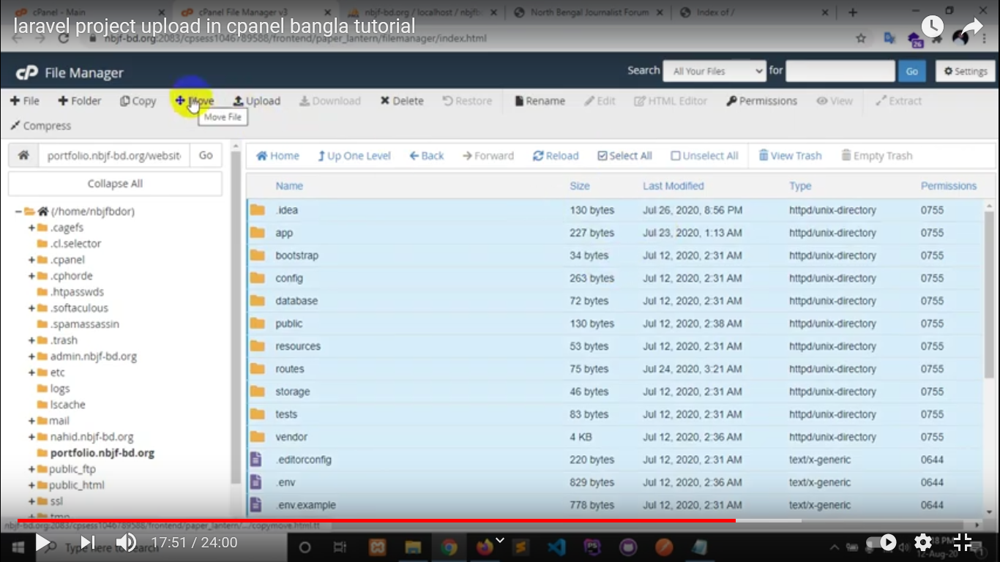 cPanel - Main
cPanel File Manager v3
nbjf-bd.org / localhost / nbjfb
North Bengal Journalist Forum
Index of /
laravel project upload in cpanel bangla tutorial
nbjf-bd.org:2083/cpsess1046789588/frontend/paper_lantern/filemanager/index.html
26
cP File Manager
Search All Your Files for Go Settings
File Folder Copy Move Upload Download Delete Restore Rename Edit HTML Editor Permissions View Extract
Move File
Compress
portfolio.nbjf-bd.org/websit Go
Home Up One Level Back Forward Reload Select All Unselect All View Trash Empty Trash
Collapse All
(/home/nbjfbdor)
.cagefs
.cl.selector
.cpanel
.cphorde
.htpasswds
.softaculous
.spamassassin
.trash
admin.nbjf-bd.org
etc
logs
lscache
mail
nahid.nbjf-bd.org
portfolio.nbjf-bd.org
public_ftp
public_html
ssl
tmp
Name Size Last Modified Type Permissions
.idea 130 bytes Jul 26, 2020, 8:56 PM httpd/unix-directory 0755
app 227 bytes Jul 23, 2020, 1:13 AM httpd/unix-directory 0755
bootstrap 34 bytes Jul 12, 2020, 2:31 AM httpd/unix-directory 0755
config 263 bytes Jul 12, 2020, 2:31 AM httpd/unix-directory 0755
database 72 bytes Jul 12, 2020, 2:31 AM httpd/unix-directory 0755
public 130 bytes Jul 12, 2020, 2:38 AM httpd/unix-directory 0755
resources 53 bytes Jul 12, 2020, 2:31 AM httpd/unix-directory 0755
routes 75 bytes Jul 24, 2020, 3:21 AM httpd/unix-directory 0755
storage 46 bytes Jul 12, 2020, 2:31 AM httpd/unix-directory 0755
tests 83 bytes Jul 12, 2020, 2:31 AM httpd/unix-directory 0755
vendor 4 KB Jul 12, 2020, 2:36 AM httpd/unix-directory 0755
.editorconfig 220 bytes Jul 12, 2020, 2:31 AM text/x-generic 0644
.env 829 bytes Jul 12, 2020, 2:36 AM text/x-generic 0644
.env.example 778 bytes Jul 12, 2020, 2:31 AM text/x-generic 0644
nbjf-bd.org:2083/cpsess1046789588/frontend/paper_lantern/.../copymove.html.tt
Type here to search
17:51 / 24:00
PS
18 PM
12-Aug-20
1